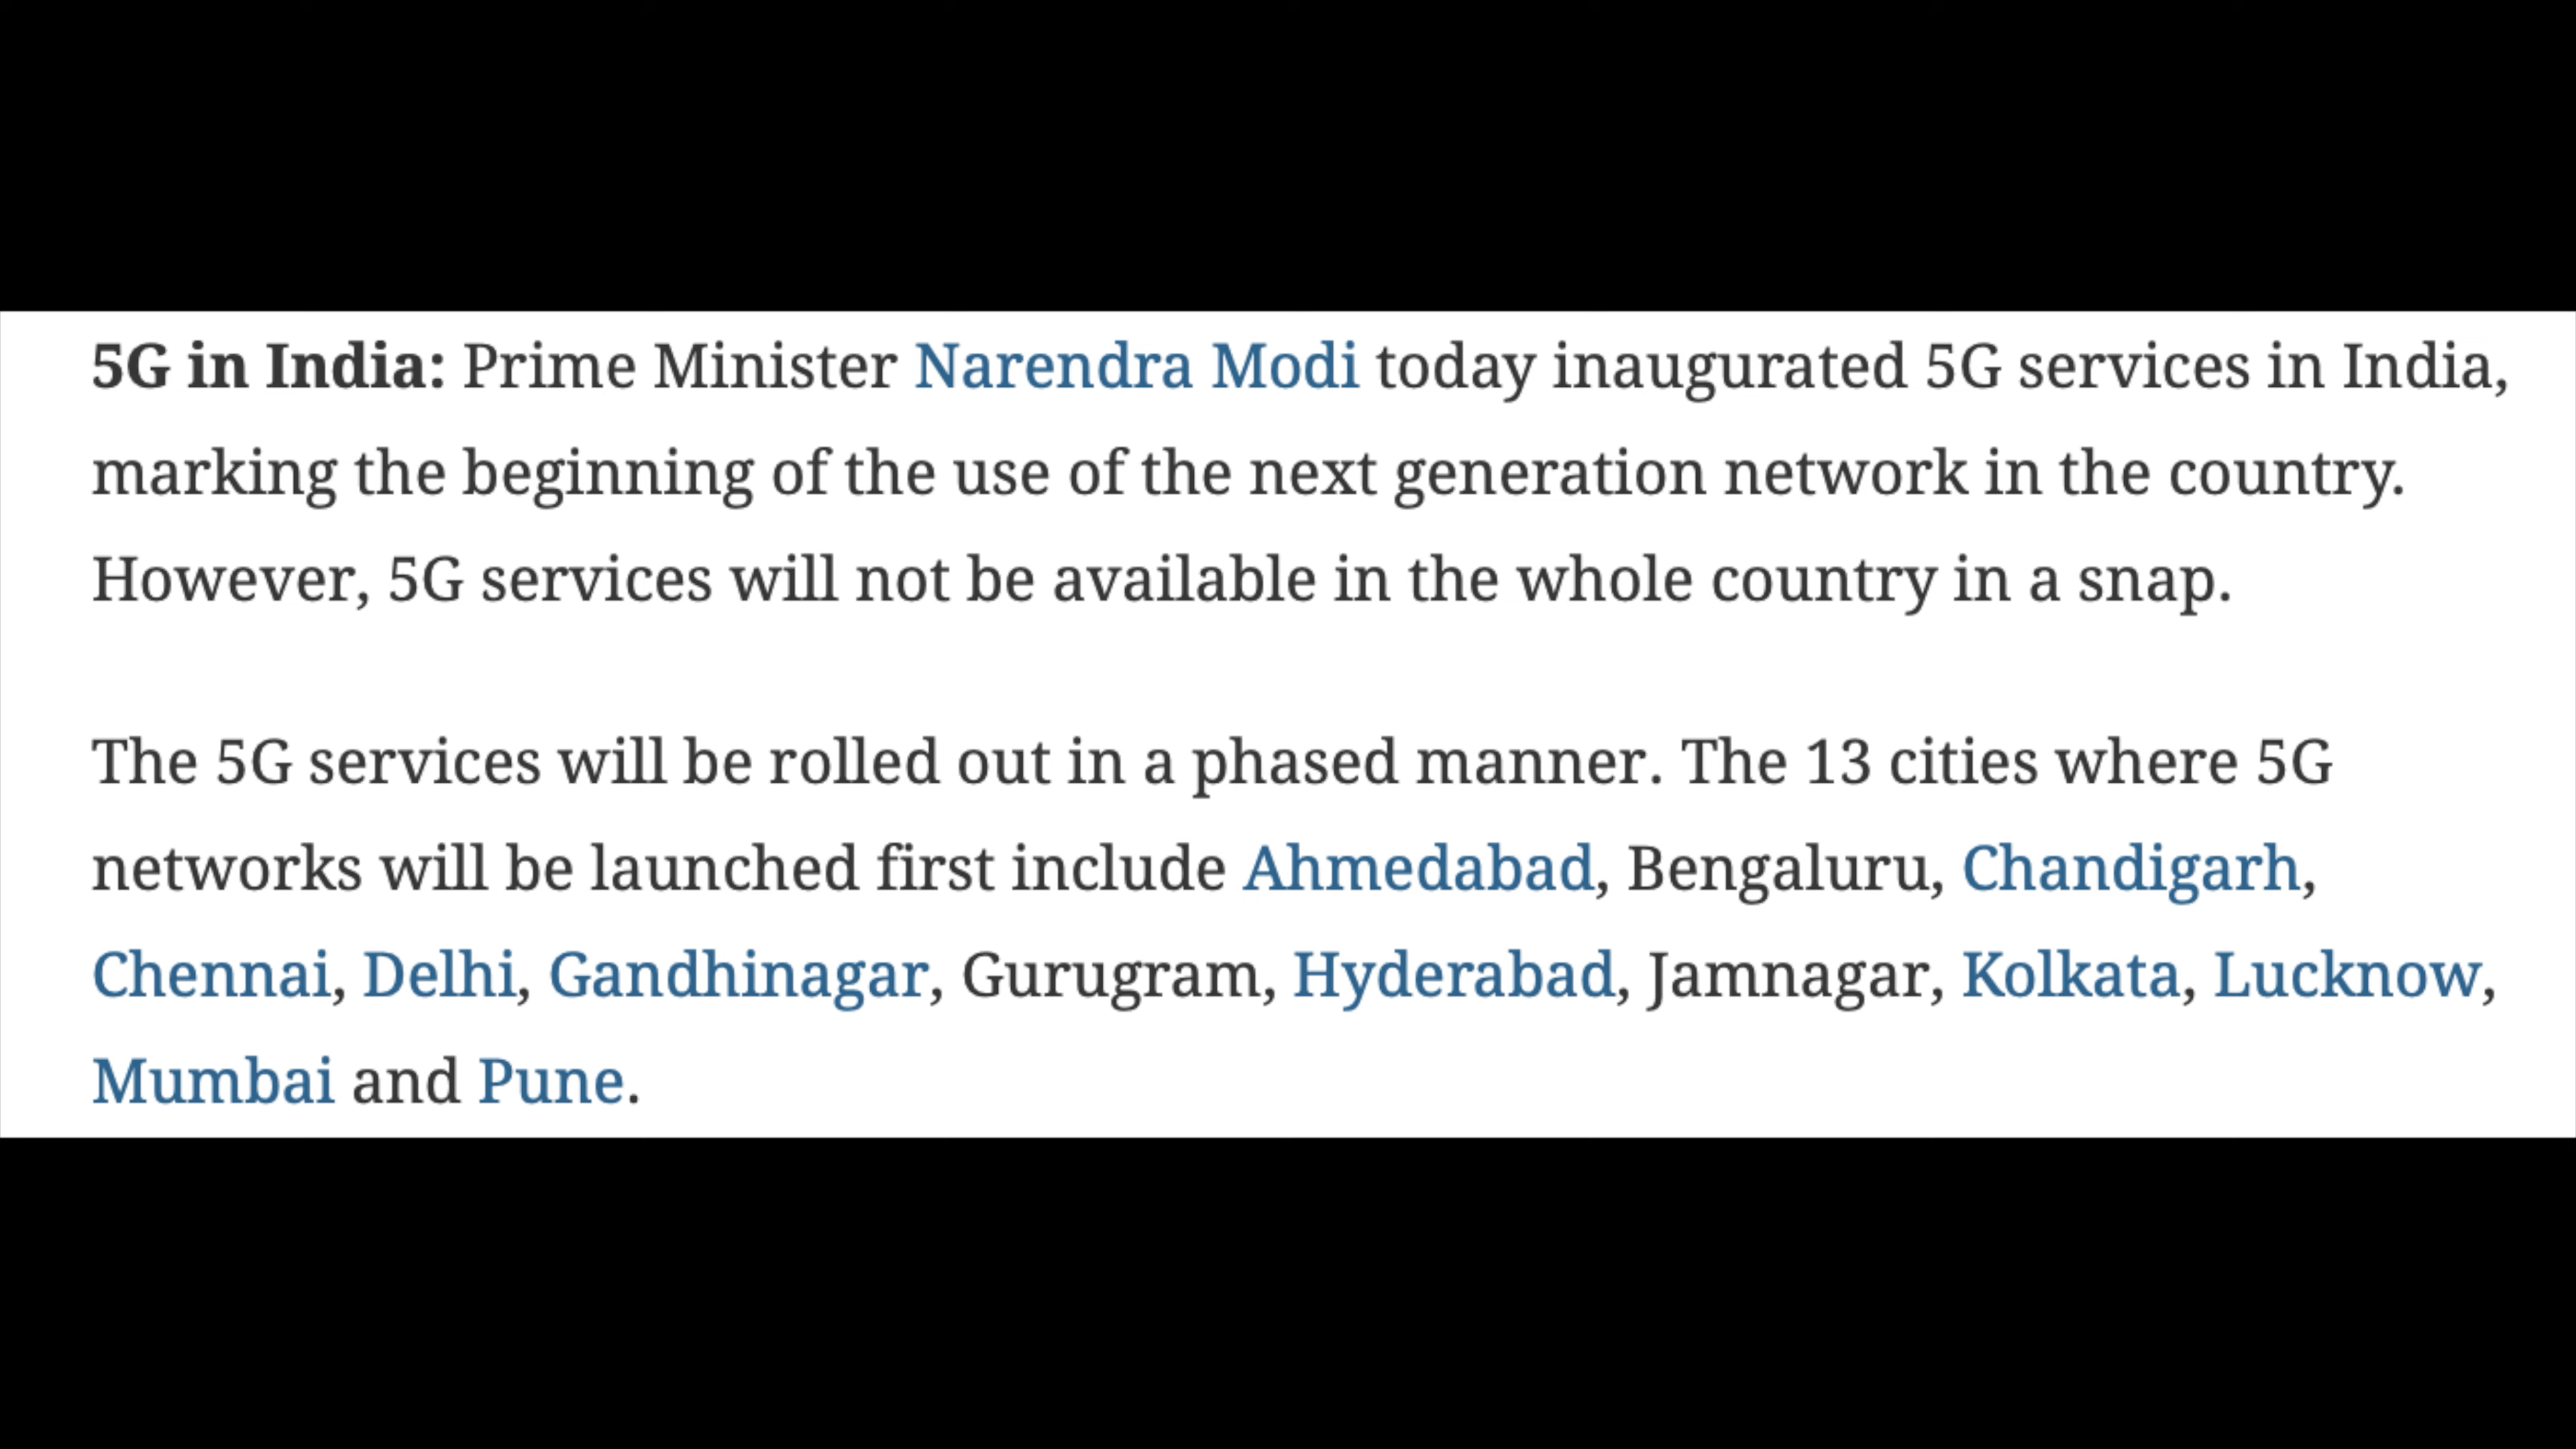 5G in India: Prime Minister Narendra Modi today inaugurated 5G services in India,
marking the beginning of the use of the next generation network in the country.
However, 5G services will not be available in the whole country in a snap.
The 5G services will be rolled out in a phased manner. The 13 cities where 5G
networks will be launched first include Ahmedabad, Bengaluru, Chandigarh,
Chennai, Delhi, Gandhinagar, Gurugram, Hyderabad, Jamnagar, Kolkata, Lucknow,
Mumbai and Pune.